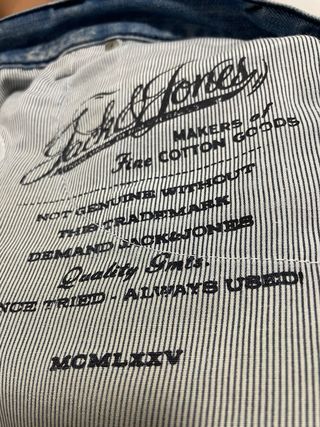 Jack & Jones
MAKERS of
Fine COTTON GOODS
NOT GENUINE WITHOUT
THIS TRADEMARK
DEMAND JACK&JONES
Quality Gmts.
NCE TRIED - ALWAYS USED!
MCMLXXV